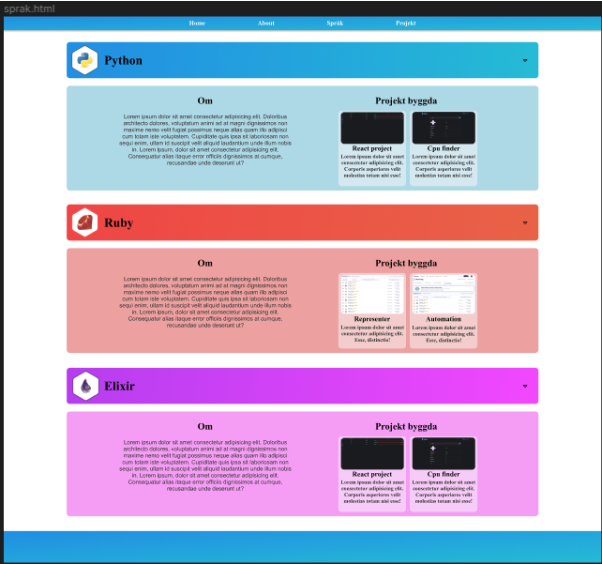 sprak.html
Home About Språk Projekt
Python
Om
Lorem ipsum dolor sit amet consectetur adipisicing elit. Doloribus
architecto dolores, voluptatum animi ad at magni dignissimos non
maxime nemo velit fugiat possimus neque alias quam illo adipisci
cum totam iste voluptatem. Cupiditate quis ipsa sit laboriosam non
sequi enim, ullam id suscipit velit aliquid laudantium unde illum nobis
in. Lorem ipsum, dolor sit amet consectetur adipisicing elit.
Consequatur alias itaque error officiis dignissimos at cumque,
recusandae unde deserunt ut?
Projekt byggda
React project
Lorem ipsum dolor sit amet
consectetur adipisicing elit.
Corporis asperiores velit
molestias totam nisi esse!
Cpu finder
Lorem ipsum dolor sit amet
consectetur adipisicing elit.
Corporis asperiores velit
molestias totam nisi esse!
Ruby
Om
Lorem ipsum dolor sit amet consectetur adipisicing elit. Doloribus
architecto dolores, voluptatum animi ad at magni dignissimos non
maxime nemo velit fugiat possimus neque alias quam illo adipisci
cum totam iste voluptatem. Cupiditate quis ipsa sit laboriosam non
sequi enim, ullam id suscipit velit aliquid laudantium unde illum nobis
in. Lorem ipsum, dolor sit amet consectetur adipisicing elit.
Consequatur alias itaque error officiis dignissimos at cumque,
recusandae unde deserunt ut?
Projekt byggda
Representer
Lorem ipsum dolor sit amet
consectetur adipisicing elit.
Esse, distinctio!
Automation
Lorem ipsum dolor sit amet
consectetur adipisicing elit.
Esse, distinctio!
Elixir
Om
Lorem ipsum dolor sit amet consectetur adipisicing elit. Doloribus
architecto dolores, voluptatum animi ad at magni dignissimos non
maxime nemo velit fugiat possimus neque alias quam illo adipisci
cum totam iste voluptatem. Cupiditate quis ipsa sit laboriosam non
sequi enim, ullam id suscipit velit aliquid laudantium unde illum nobis
in. Lorem ipsum, dolor sit amet consectetur adipisicing elit.
Consequatur alias itaque error officiis dignissimos at cumque,
recusandae unde deserunt ut?
Projekt byggda
React project
Lorem ipsum dolor sit amet
consectetur adipisicing elit.
Corporis asperiores velit
molestias totam nisi esse!
Cpu finder
Lorem ipsum dolor sit amet
consectetur adipisicing elit.
Corporis asperiores velit
molestias totam nisi esse!